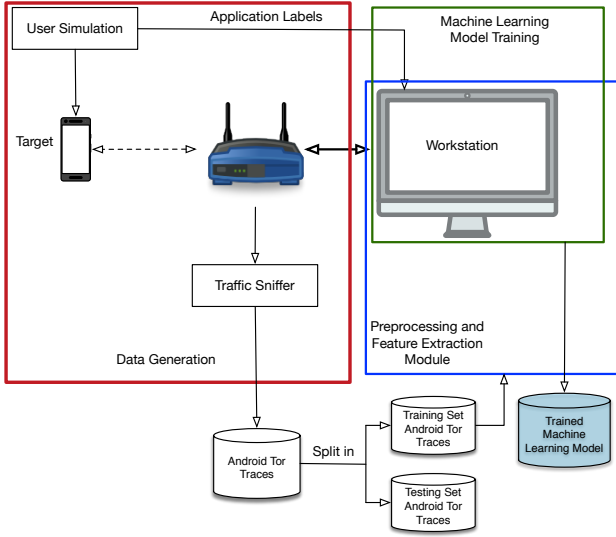 User Simulation
Application Labels
Machine Learning
Model Training
Target
Workstation
Traffic Sniffer
Data Generation
Preprocessing and
Feature Extraction
Module
Android Tor
Traces
Split in
Training Set
Android Tor
Traces
Testing Set
Android Tor
Traces
Trained
Machine
Learning Model